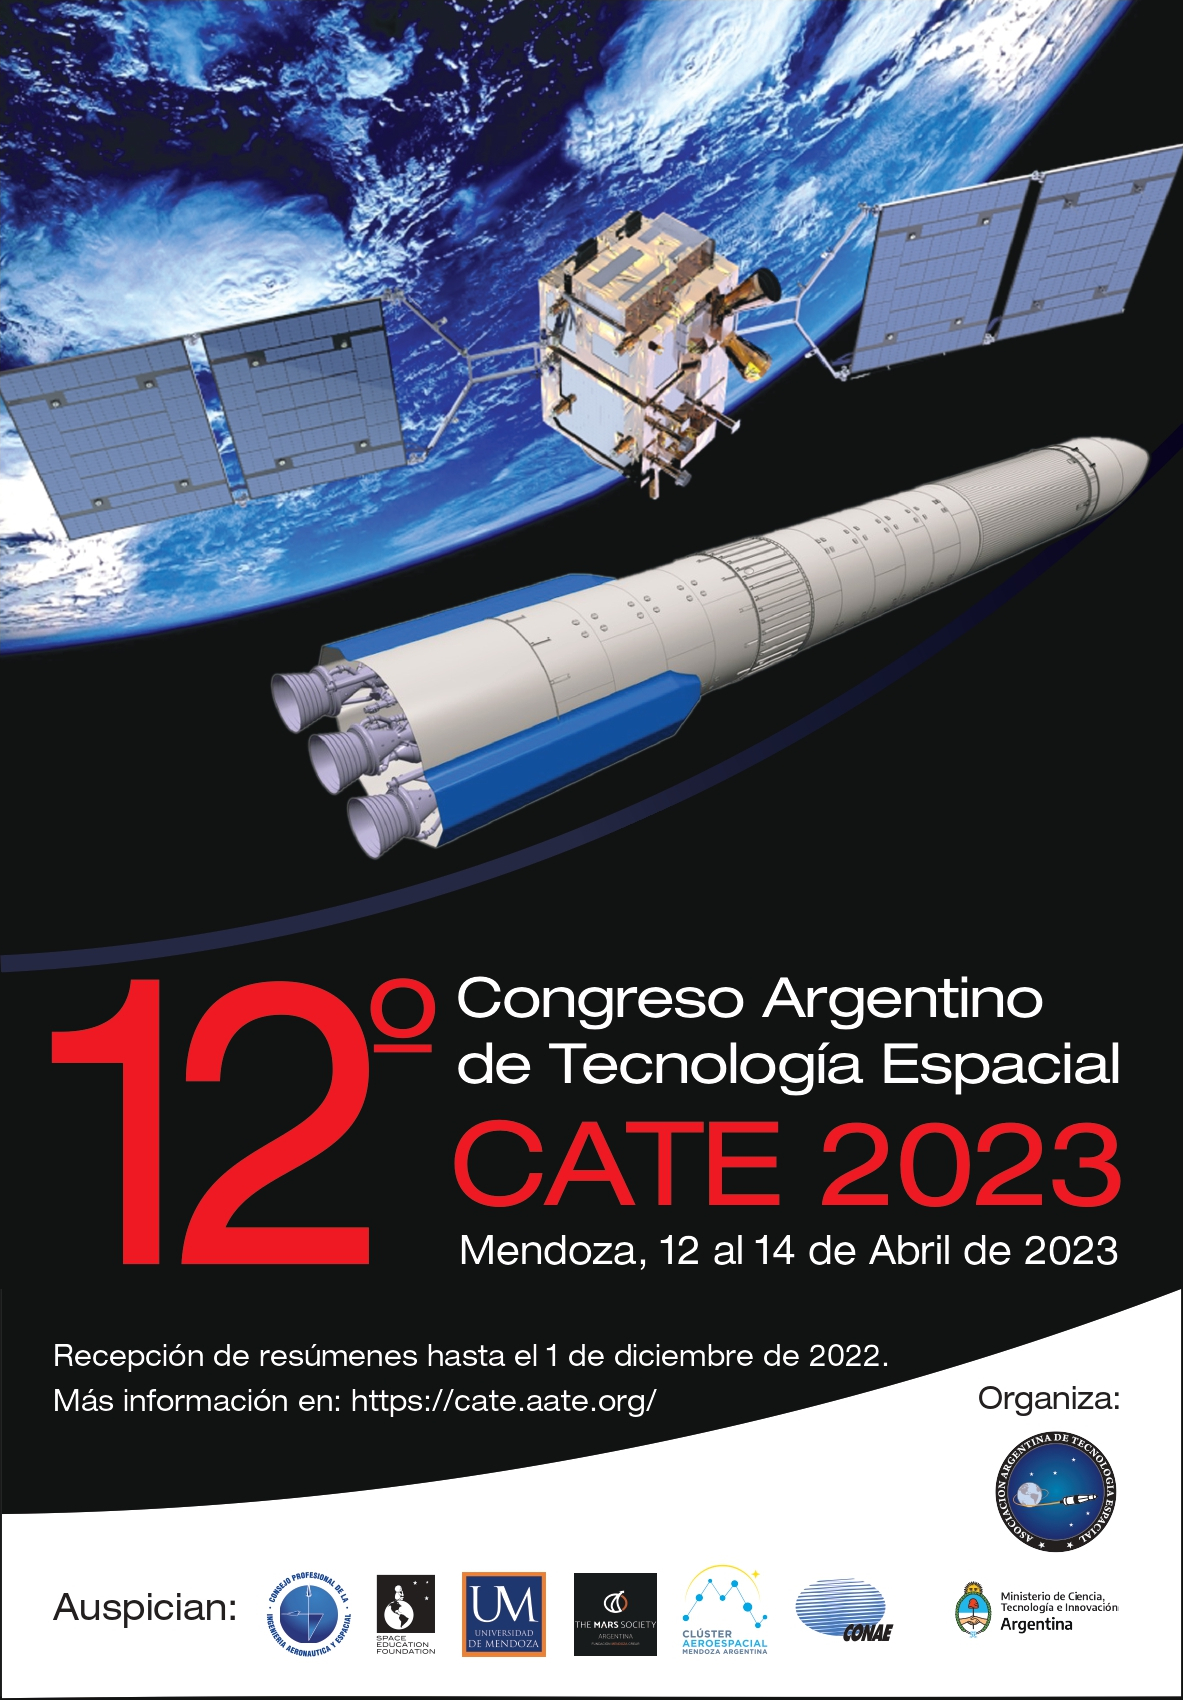 12º
Congreso Argentino
de Tecnología Espacial
CATE 2023
Mendoza, 12 al 14 de Abril de 2023
Recepción de resúmenes hasta el 1 de diciembre de 2022.
Más información en: https://cate.aate.org/
Organiza:
ASOCIACION ARGENTINA DE TECNOLOGIA ESPACIAL
Auspician:
CONSEJO PROFESIONAL DE LA
INGENIERIA AERONAUTICA Y ESPACIAL
SPACE
EDUCATION
FOUNDATION
UM
UNIVERSIDAD
DE MENDOZA
THE MARS SOCIETY
ARGENTINA
CLÚSTER
AEROESPACIAL
MENDOZA ARGENTINA
CONAE
Ministerio de Ciencia,
Tecnología e Innovación
Argentina